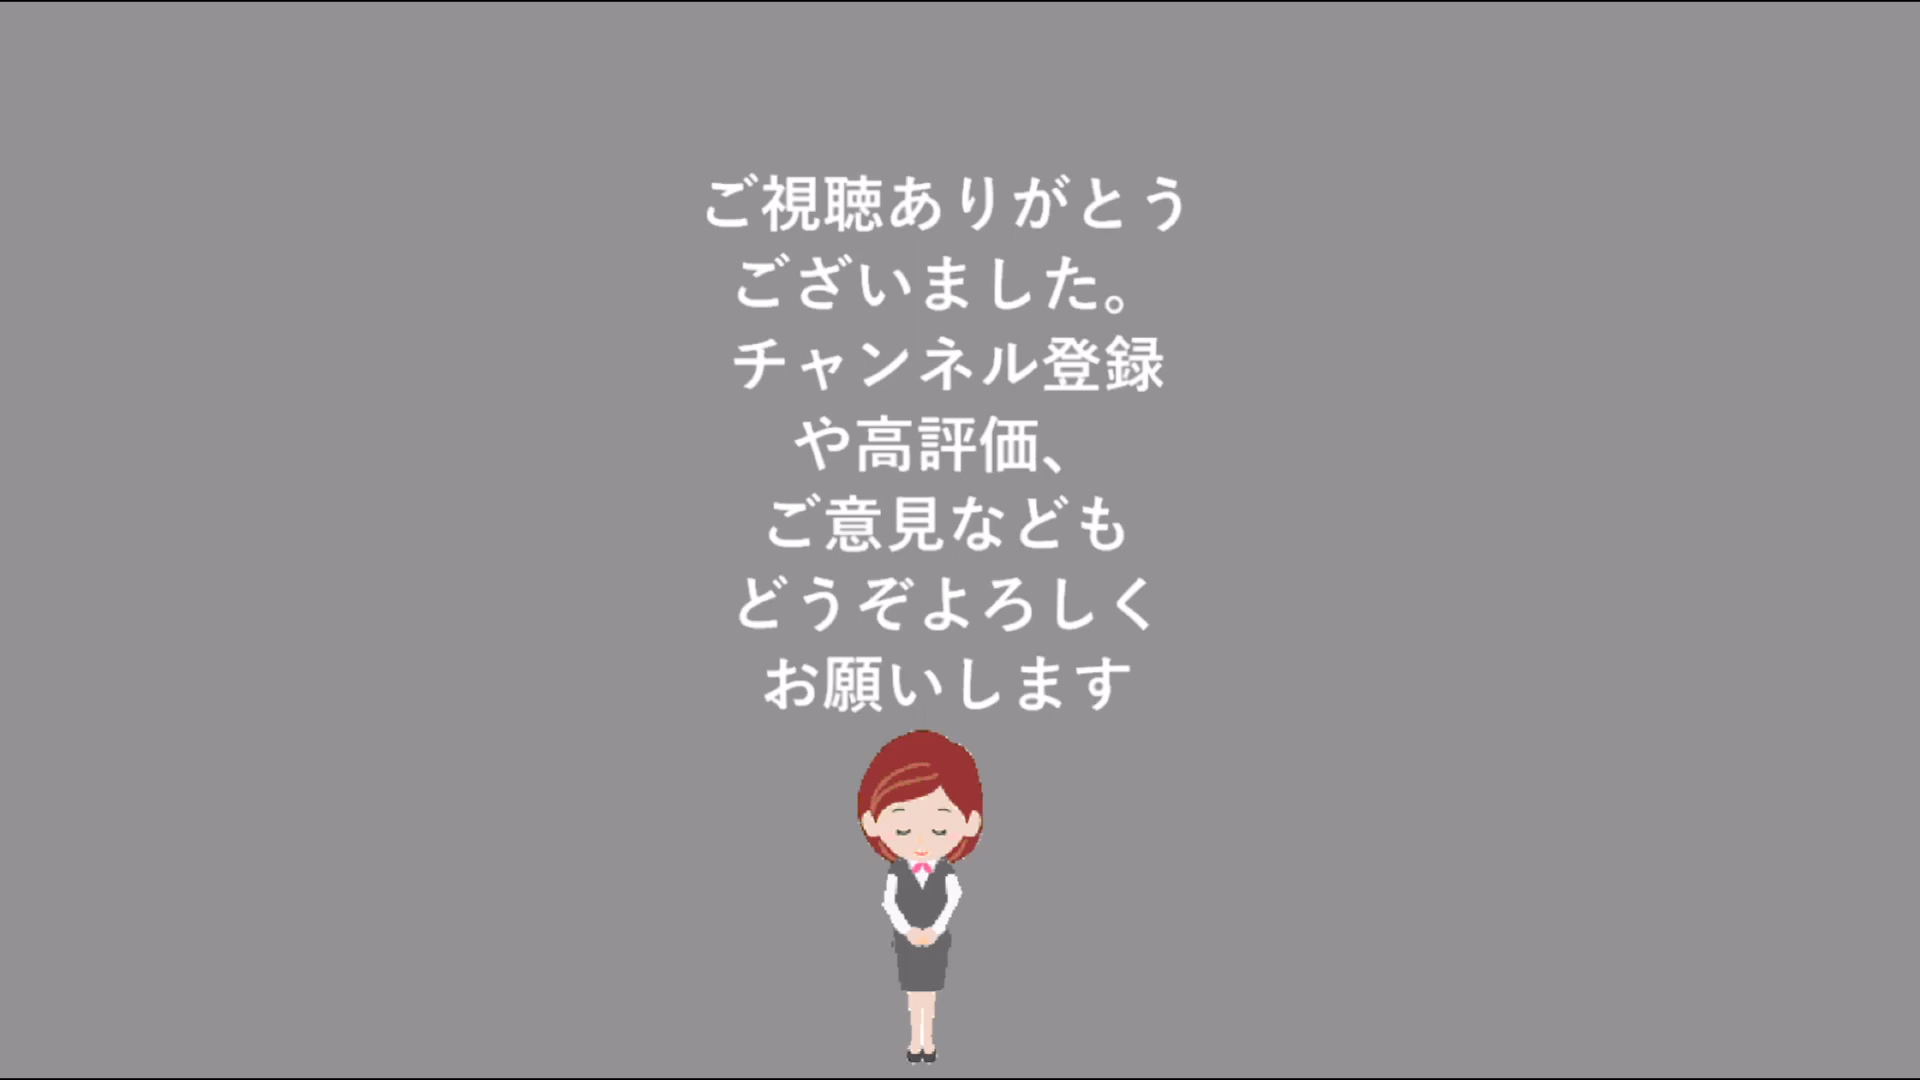 ご視聴ありがとう
ございました。
チャンネル登録
や高評価、
ご意見なども
どうぞよろしく
お願いします